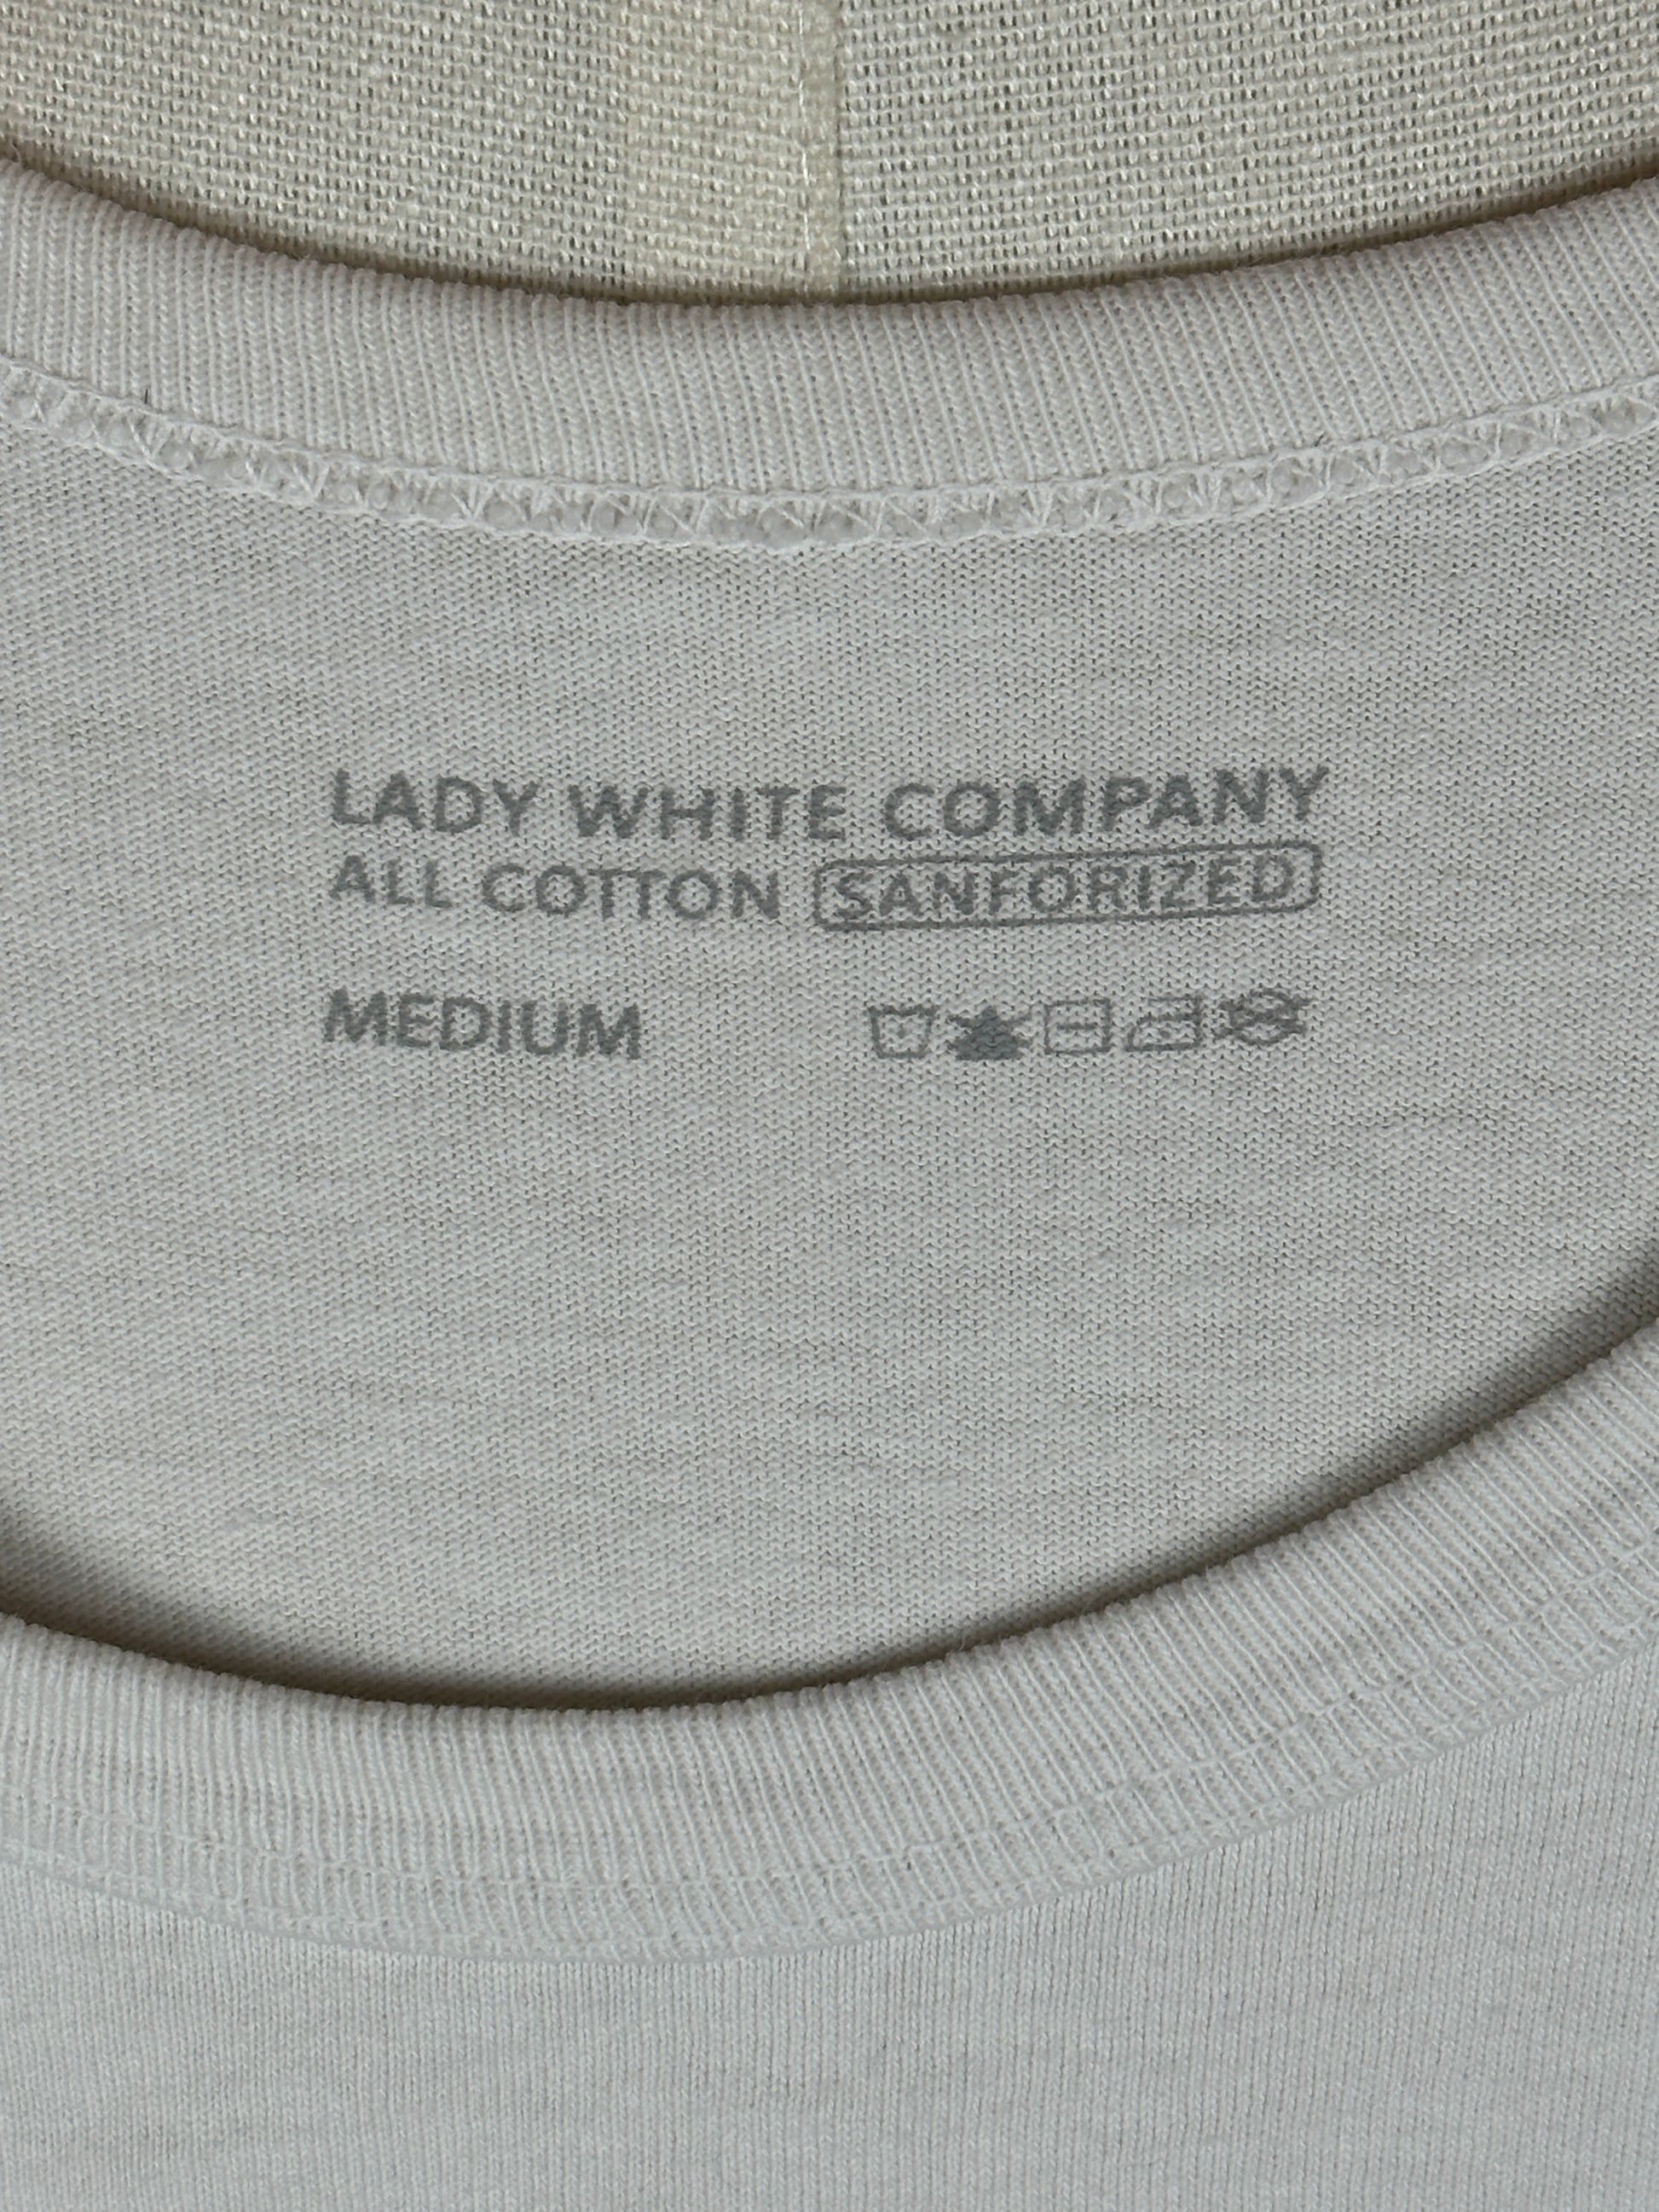 LADY WHITE COMPANY
ALL COTTON SANFORIZED
MEDIUM